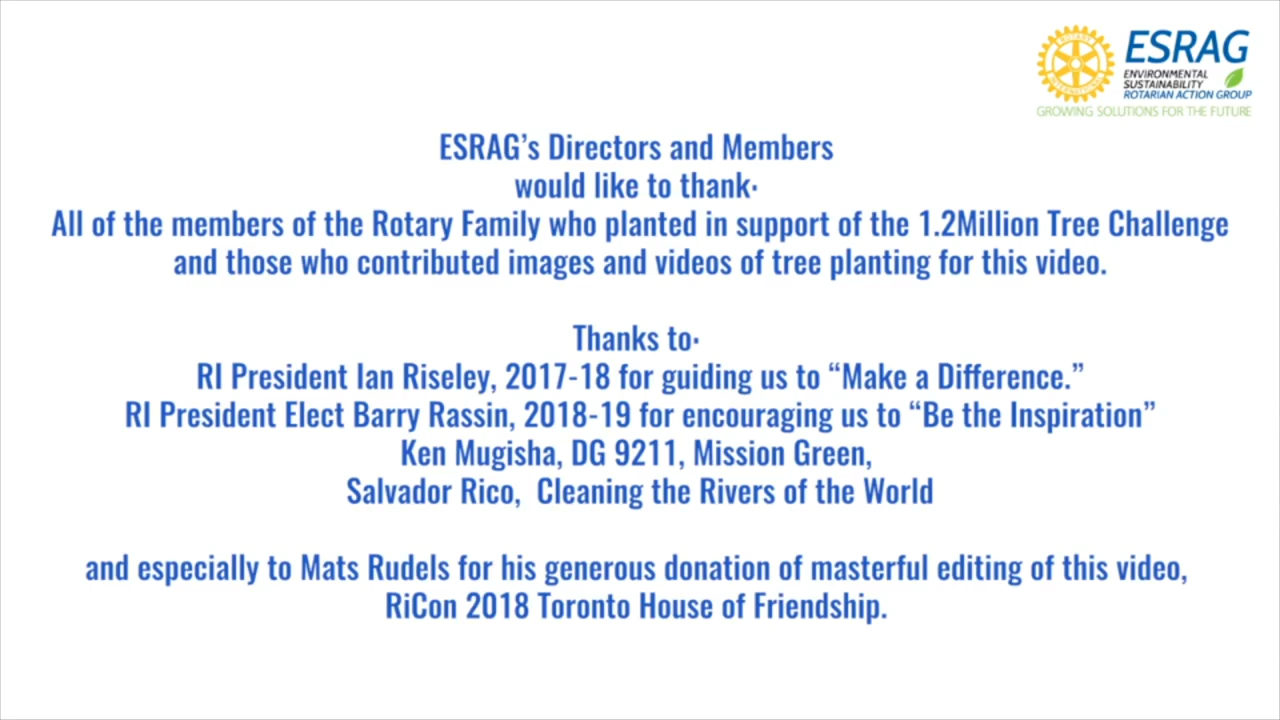 ROTARY
INTERNATIONAL
ESRAG
ENVIRONMENTAL
SUSTAINABILITY
ROTARIAN ACTION GROUP
GROWING SOLUTIONS FOR THE FUTURE
ESRAG’s Directors and Members
would like to thank·
All of the members of the Rotary Family who planted in support of the 1.2Million Tree Challenge
and those who contributed images and videos of tree planting for this video.
Thanks to·
RI President Ian Riseley, 2017-18 for guiding us to “Make a Difference.”
RI President Elect Barry Rassin, 2018-19 for encouraging us to “Be the Inspiration”
Ken Mugisha, DG 9211, Mission Green,
Salvador Rico,  Cleaning the Rivers of the World
and especially to Mats Rudels for his generous donation of masterful editing of this video,
RiCon 2018 Toronto House of Friendship.